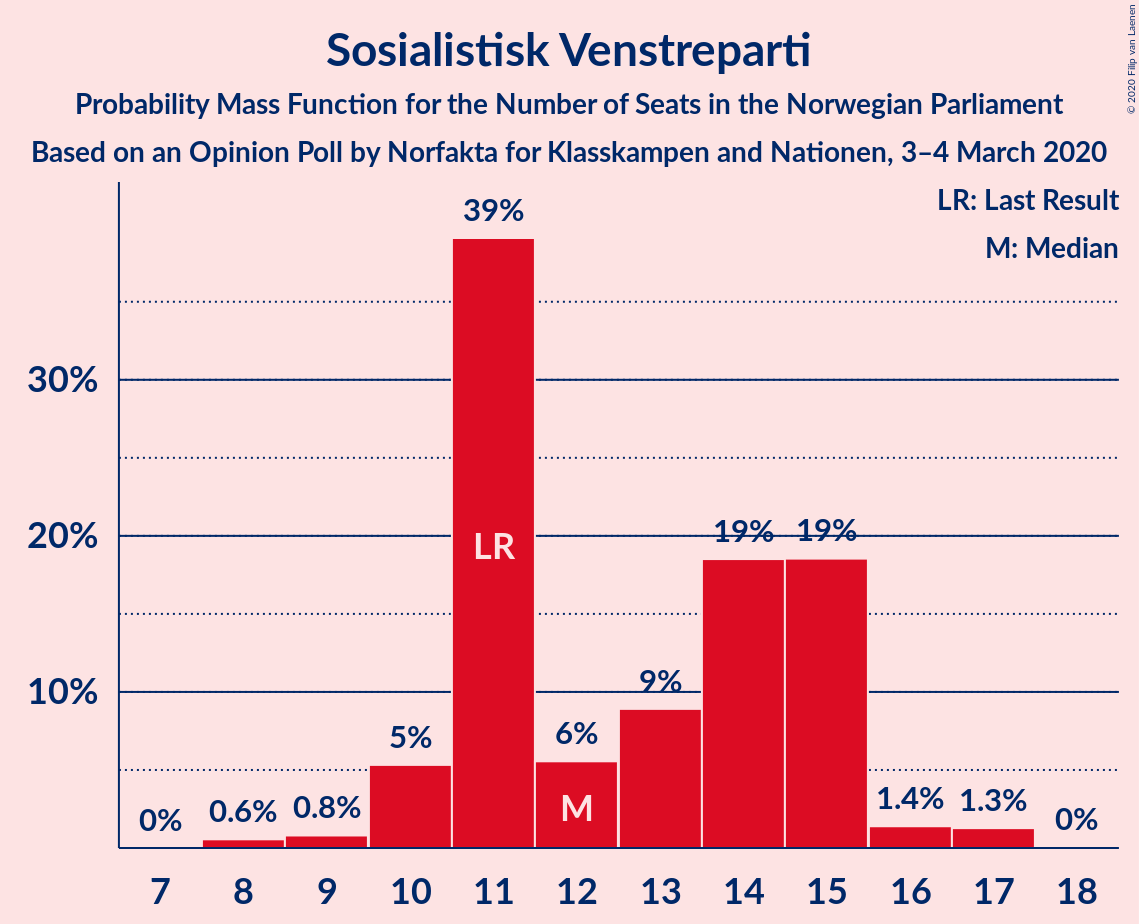 Sosialistisk Venstreparti
Probability Mass Function for the Number of Seats in the Norwegian Parliament
Based on an Opinion Poll by Norfakta for Klasskampen and Nationen, 3–4 March 2020
© 2020 Filip van Laenen
LR: Last Result
M: Median
39%
30%
20%
10%
LR
19%
19%
9%
5%
6%
M
0%
0.6%
0.8%
1.4%
1.3%
0%
7 8 9 10 11 12 13 14 15 16 17 18